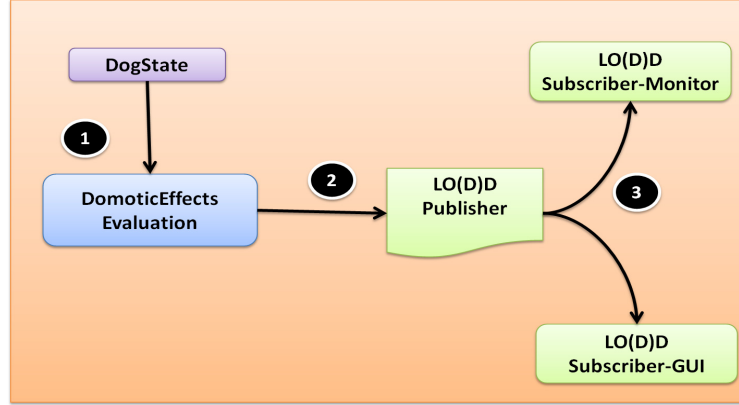 DogState
LO(D)D
Subscriber-Monitor
1
DomoticEffects
Evaluation
2
LO(D)D
Publisher
3
LO(D)D
Subscriber-GUI